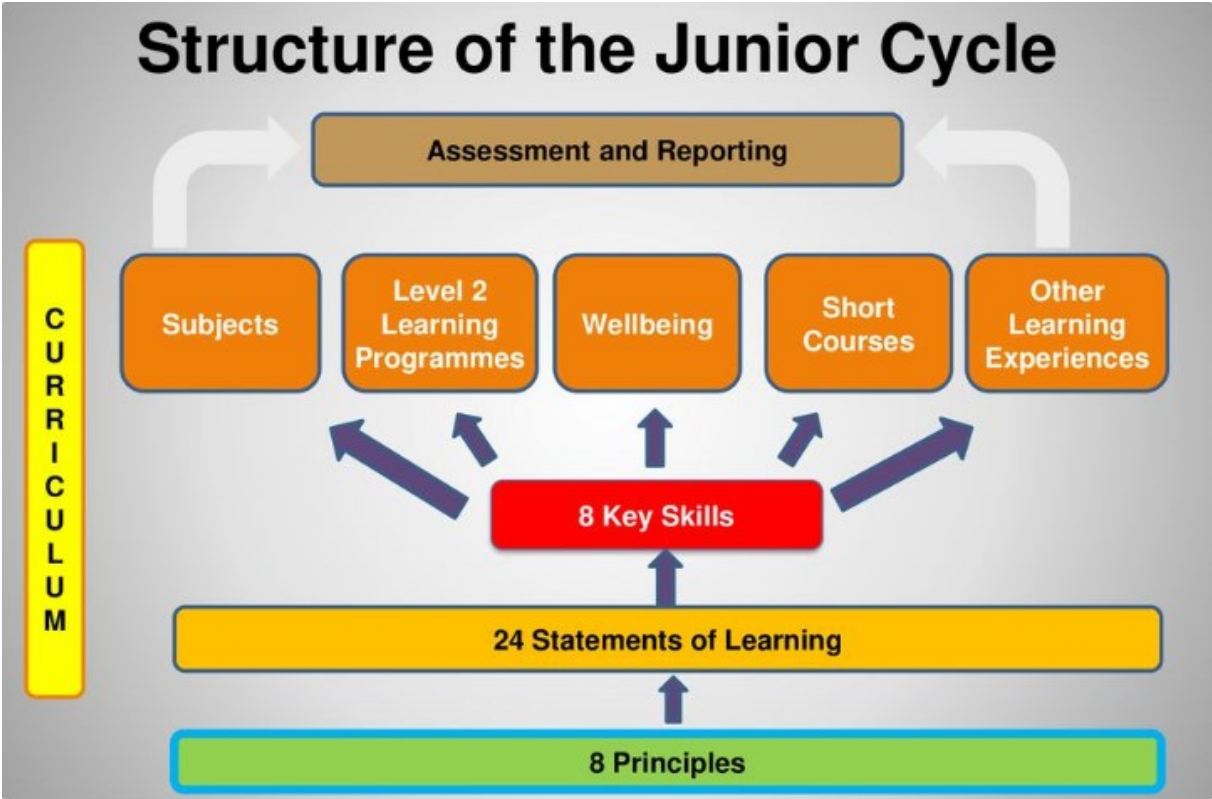 Structure of the Junior Cycle
Assessment and Reporting
C
U
R
R
I
C
U
L
U
M
Subjects
Level 2
Learning
Programmes
Wellbeing
Short
Courses
Other
Learning
Experiences
8 Key Skills
24 Statements of Learning
8 Principles